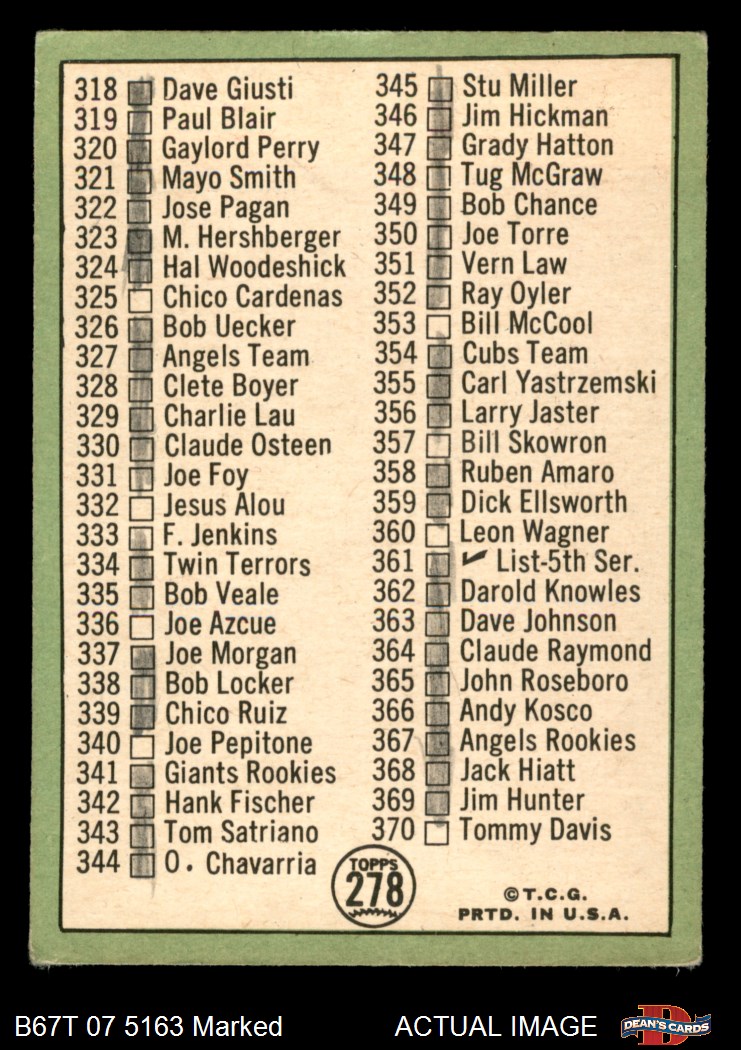 318 Dave Giusti
319 Paul Blair
320 Gaylord Perry
321 Mayo Smith
322 Jose Pagan
323 M. Hershberger
324 Hal Woodeshick
325 Chico Cardenas
326 Bob Uecker
327 Angels Team
328 Clete Boyer
329 Charlie Lau
330 Claude Osteen
331 Joe Foy
332 Jesus Alou
333 F. Jenkins
334 Twin Terrors
335 Bob Veale
336 Joe Azcue
337 Joe Morgan
338 Bob Locker
339 Chico Ruiz
340 Joe Pepitone
341 Giants Rookies
342 Hank Fischer
343 Tom Satriano
344 O. Chavarria
345 Stu Miller
346 Jim Hickman
347 Grady Hatton
348 Tug McGraw
349 Bob Chance
350 Joe Torre
351 Vern Law
352 Ray Oyler
353 Bill McCool
354 Cubs Team
355 Carl Yastrzemski
356 Larry Jaster
357 Bill Skowron
358 Ruben Amaro
359 Dick Ellsworth
360 Leon Wagner
361 ✔ List-5th Ser.
362 Darold Knowles
363 Dave Johnson
364 Claude Raymond
365 John Roseboro
366 Andy Kosco
367 Angels Rookies
368 Jack Hiatt
369 Jim Hunter
370 Tommy Davis
TOPPS
278
© T.C.G.
PRTD. IN U.S.A.
B67T 07 5163 Marked
ACTUAL IMAGE
D
DEAN'S CARDS